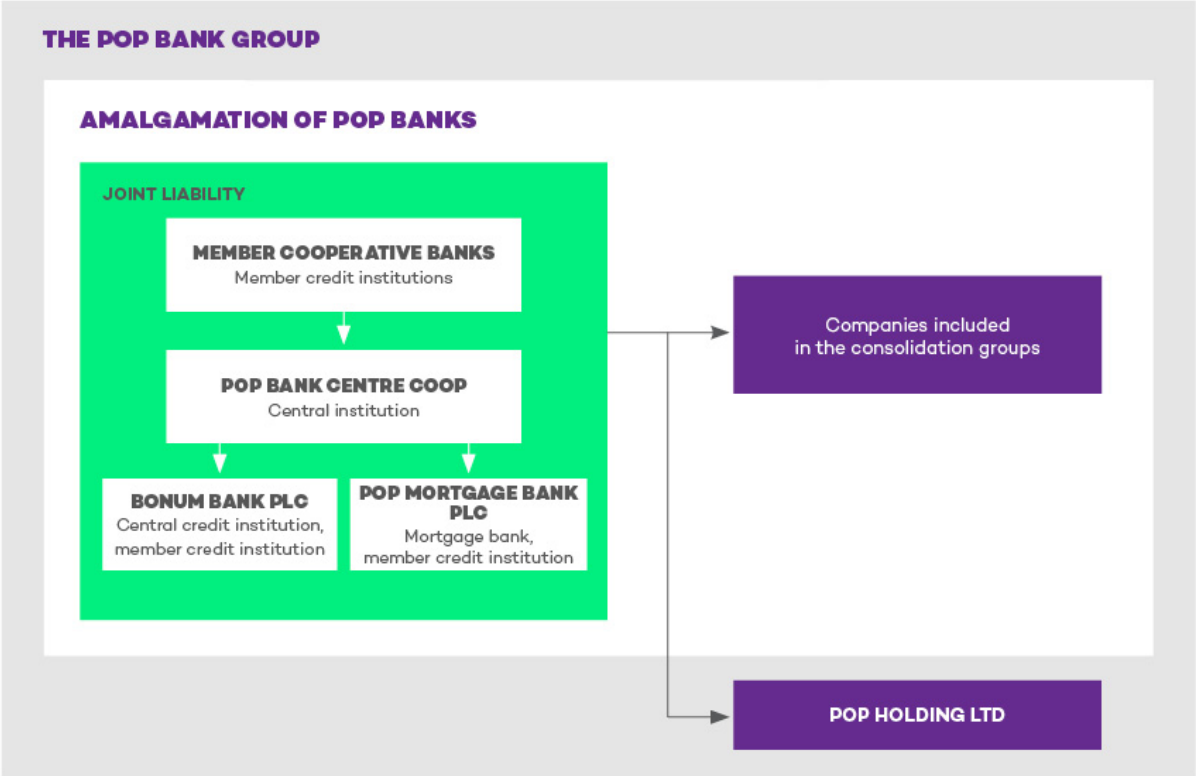 THE POP BANK GROUP
AMALGAMATION OF POP BANKS
JOINT LIABILITY
MEMBER COOPERATIVE BANKS
Member credit institutions
POP BANK CENTRE COOP
Central institution
BONUM BANK PLC
Central credit institution,
member credit institution
POP MORTGAGE BANK
PLC
Mortgage bank,
member credit institution
Companies included
in the consolidation groups
POP HOLDING LTD